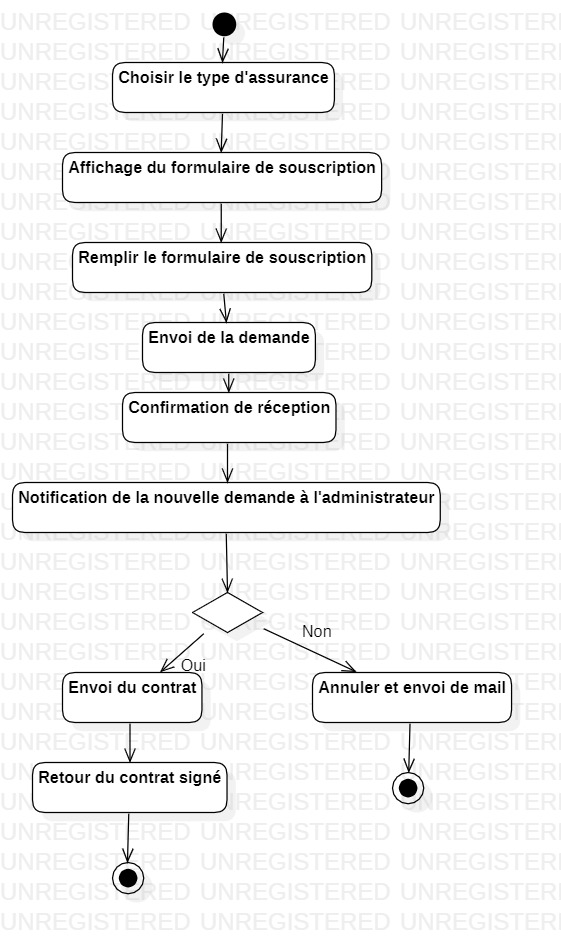 Choisir le type d'assurance
Affichage du formulaire de souscription
Remplir le formulaire de souscription
Envoi de la demande
Confirmation de réception
Notification de la nouvelle demande à l'administrateur
Non
Oui
Envoi du contrat
Annuler et envoi de mail
Retour du contrat signé
UNREGISTERED